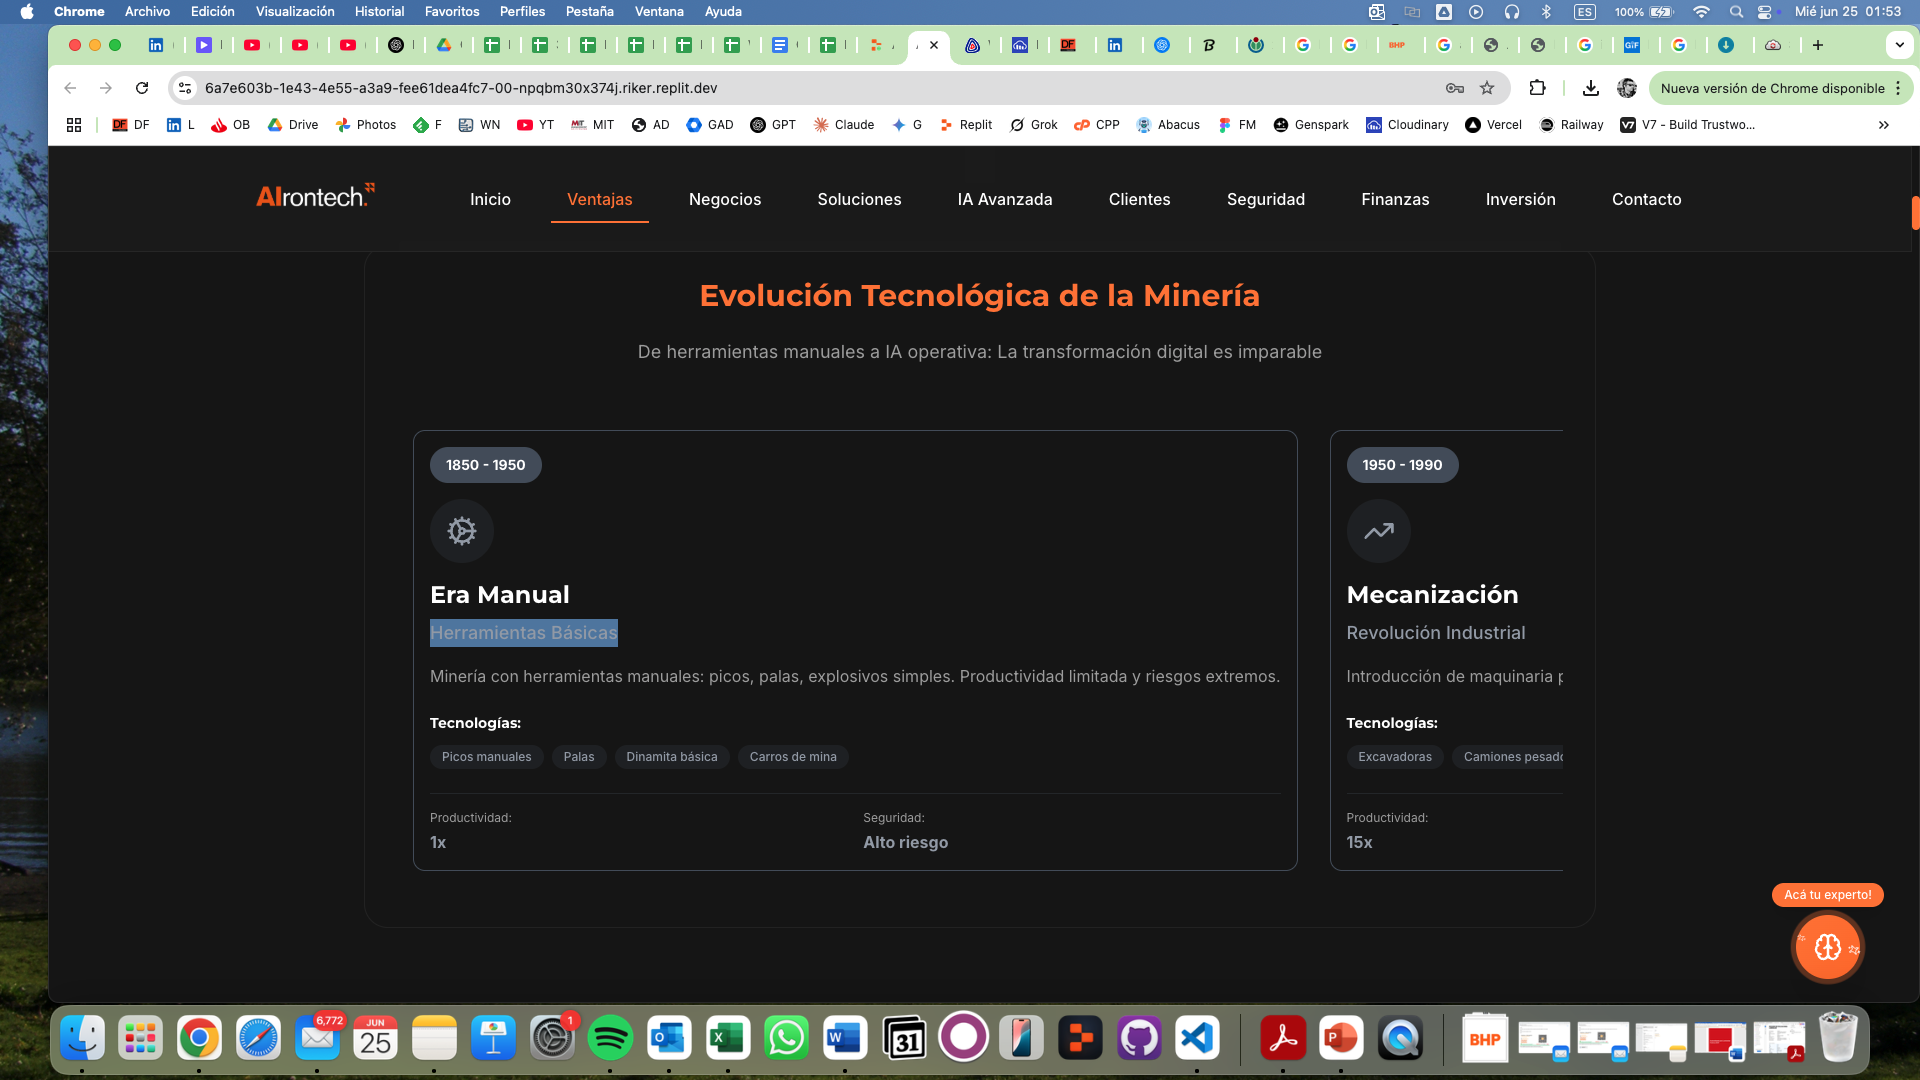 Chrome Archivo Edición Visualización Historial Favoritos Perfiles Pestaña Ventana Ayuda
ES 100% Mié jun 25 01:53
6a7e603b-1e43-4e55-a3a9-fee61dea4fc7-00-npqbm30x374j.riker.replit.dev
Nueva versión de Chrome disponible
DF L OB Drive Photos F WN YT MIT AD GAD GPT Claude G Replit Grok CPP Abacus FM Genspark Cloudinary Vercel Railway V7 - Build Trustwo...
AIrontech.
Inicio Ventajas Negocios Soluciones IA Avanzada Clientes Seguridad Finanzas Inversión Contacto
Evolución Tecnológica de la Minería
De herramientas manuales a IA operativa: La transformación digital es imparable
1850 - 1950
Era Manual
Herramientas Básicas
Minería con herramientas manuales: picos, palas, explosivos simples. Productividad limitada y riesgos extremos.
Tecnologías:
Picos manuales Palas Dinamita básica Carros de mina
Productividad: Seguridad:
1x Alto riesgo
1950 - 1990
Mecanización
Revolución Industrial
Introducción de maquinaria
Tecnologías:
Excavadoras Camiones pesado
Productividad:
15x
Acá tu experto!
6,772
JUN
25
1
31
BHP